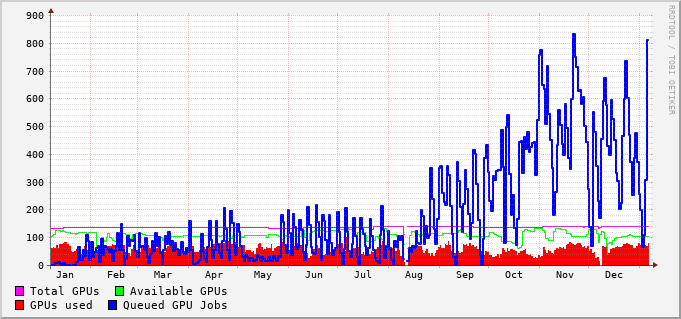 900
800
700
600
500
400
300
200
100
0
Jan Feb Mar Apr May Jun Jul Aug Sep Oct Nov Dec
Total GPUs Available GPUs
GPUs used Queued GPU Jobs
RRDTOOL / TOBI OETIKER